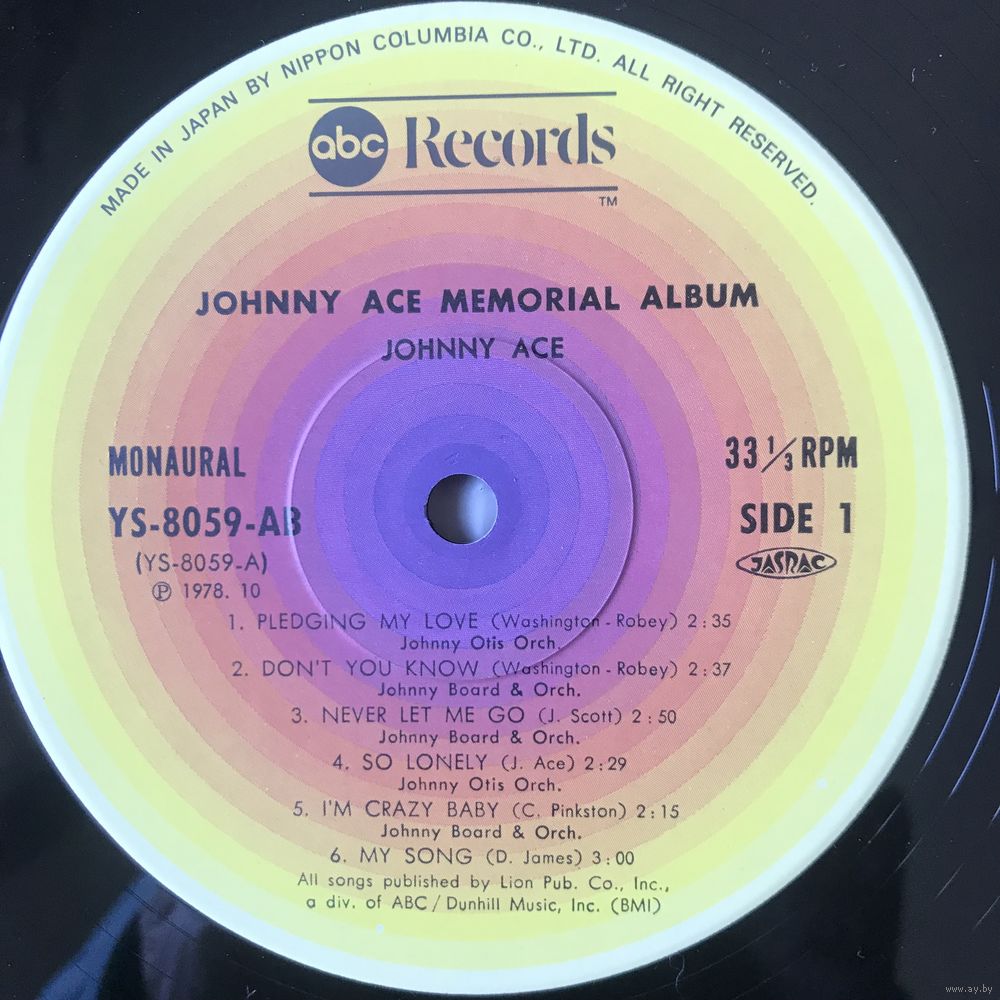 MADE IN JAPAN BY NIPPON COLUMBIA CO., LTD. ALL RIGHT RESERVED.
abc Records
TM
JOHNNY ACE MEMORIAL ALBUM
JOHNNY ACE
MONAURAL
33 1/3 RPM
YS-8059-AB
SIDE 1
(YS-8059-A)
JASRAC
Ⓟ 1978. 10
1. PLEDGING MY LOVE (Washington - Robey) 2:35
Johnny Otis Orch.
2. DON'T YOU KNOW (Washington - Robey) 2:37
Johnny Board & Orch.
3. NEVER LET ME GO (J. Scott) 2:50
Johnny Board & Orch.
4. SO LONELY (J. Ace) 2:29
Johnny Otis Orch.
5. I'M CRAZY BABY (C. Pinkston) 2:15
Johnny Board & Orch.
6. MY SONG (D. James) 3:00
All songs published by Lion Pub. Co., Inc.,
a div. of ABC / Dunhill Music, Inc. (BMI)
www.ay.by